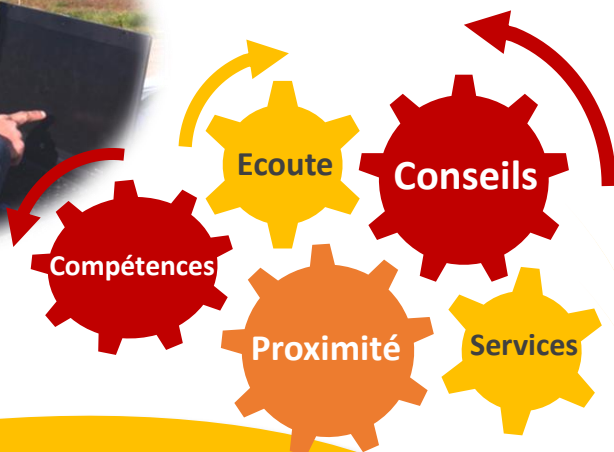 Ecoute
Conseils
Compétences
Proximité
Services